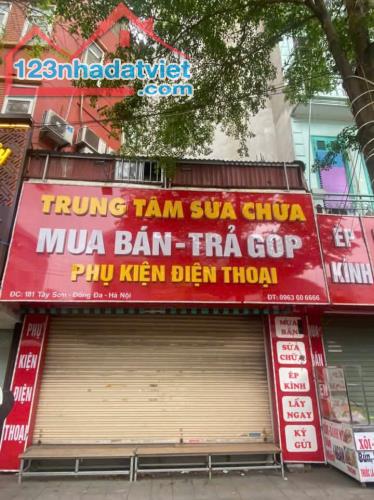 123nhadatviet
.com
TRUNG TÂM SỬA CHỮA
MUA BÁN - TRẢ GÓP
PHỤ KIỆN ĐIỆN THOẠI
ĐC: 181 Tây Sơn - Đống Đa - Hà Nội
ĐT: 0963 60 6666
ÉP
KÍNH
PHỤ
KIỆN
ĐIỆN
THOẠI
MUA
BÁN
SỬA
CHỮA
ÉP
KÍNH
LẤY
NGAY
KÝ
GỬI
XÔI